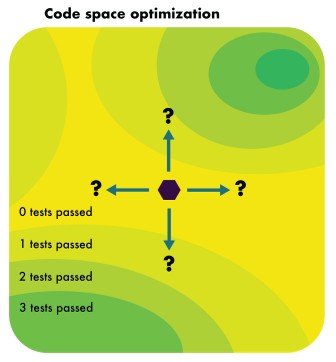 Code space optimization
?
? ?
0 tests passed
1 tests passed
?
2 tests passed
3 tests passed